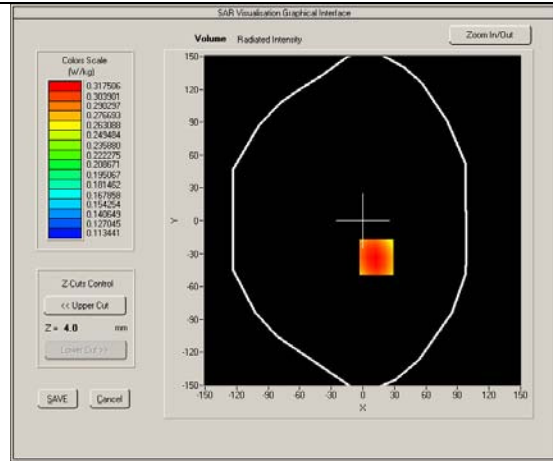 SAR Visualisation Graphical Interface
Volume Radiated Intensity
Zoom In/Out
Colors Scale
(W/kg)
0.317506
0.303901
0.290297
0.276693
0.263088
0.249484
0.235880
0.222275
0.208671
0.195067
0.181462
0.167858
0.154254
0.140649
0.127045
0.113441
Z-Cuts Control
<< Upper Cut
Z = 4.0 mm
Lower Cut >>
SAVE Cancel
150
120
90
60
30
0
-30
-60
-90
-120
-150
Y
-150 -120 -90 -60 -30 0 30 60 90 120 150
X